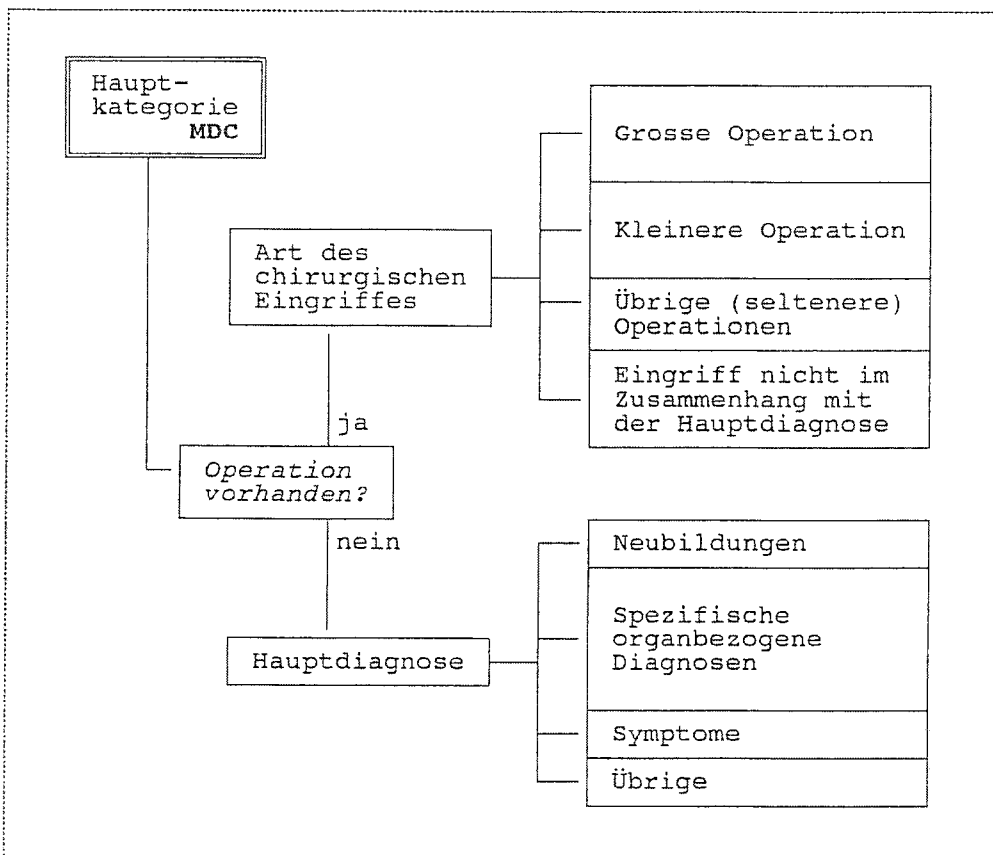 Haupt-
kategorie
MDC
Grosse Operation
Kleinere Operation
Art des
chirurgischen
Eingriffes
Übrige (seltenere)
Operationen
Eingriff nicht im
Zusammenhang mit
der Hauptdiagnose
ja
Operation
vorhanden?
nein
Neubildungen
Spezifische
organbezogene
Diagnosen
Hauptdiagnose
Symptome
Übrige